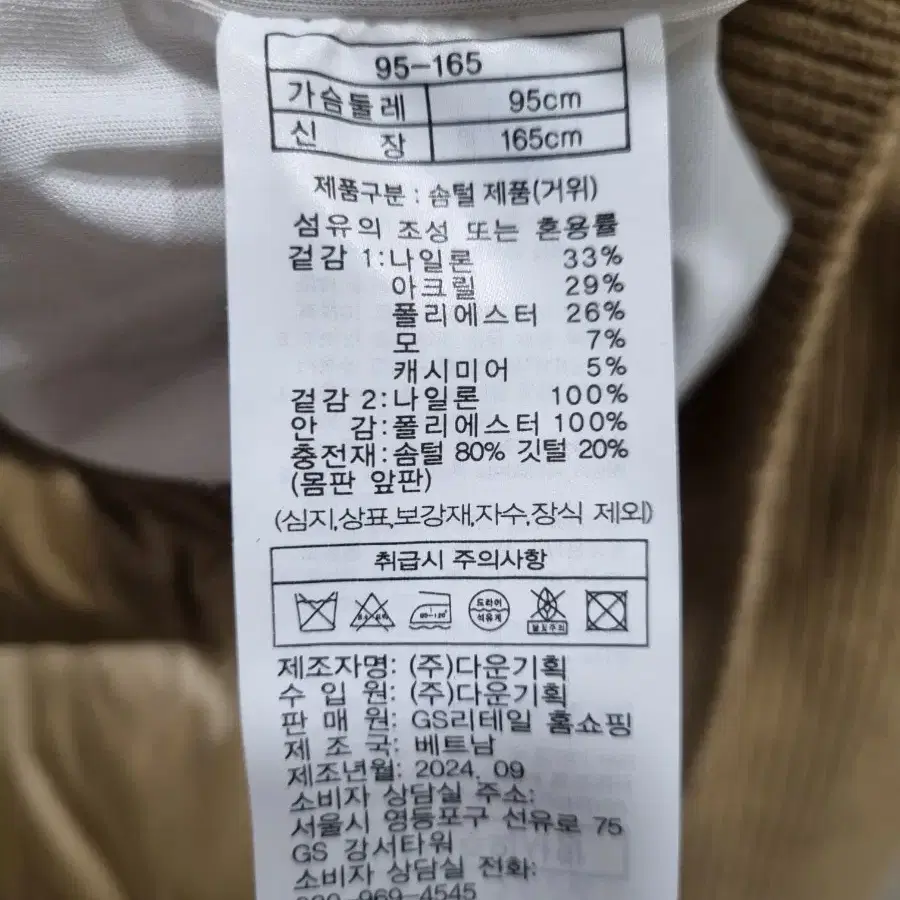 95-165
가슴둘레 95cm
신 장 165cm
제품구분 : 솜털 제품(거위)
섬유의 조성 또는 혼용률
겉감 1:나일론 33%
아크릴 29%
폴리에스터 26%
모 7%
캐시미어 5%
겉감 2:나일론 100%
안 감:폴리에스터 100%
충전재:솜털 80% 깃털 20%
(몸판 앞판)
(심지,상표,보강재,자수,장식 제외)
취급시 주의사항
드라이
석유계
제조자명: (주)다운기획
수 입 원: (주)다운기획
판 매 원: GS리테일 홈쇼핑
제 조 국: 베트남
제조년월: 2024. 09
소비자 상담실 주소:
서울시 영등포구 선유로 75
GS 강서타워
소비자 상담실 전화:
969-4545